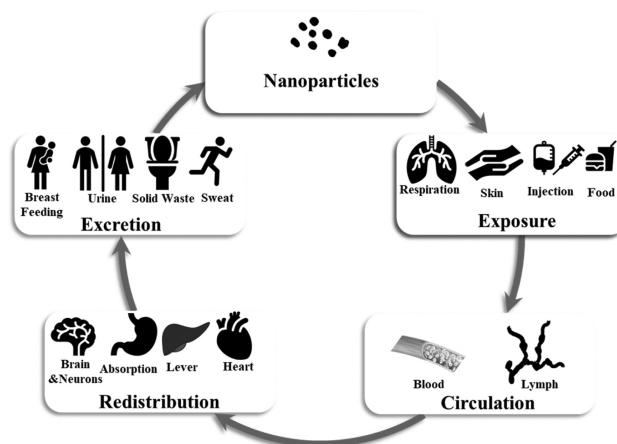 Nanoparticles
Respiration Skin Injection Food
Exposure
Blood Lymph
Circulation
Brain
&Neurons Absorption Lever Heart
Redistribution
Breast
Feeding Urine Solid Waste Sweat
Excretion